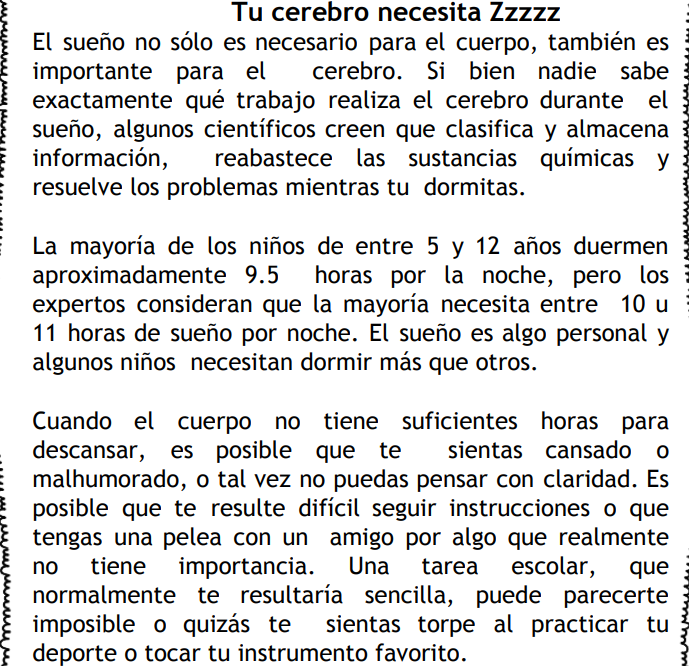 Tu cerebro necesita Zzzzz
El sueño no sólo es necesario para el cuerpo, también es
importante para el cerebro. Si bien nadie sabe
exactamente qué trabajo realiza el cerebro durante el
sueño, algunos científicos creen que clasifica y almacena
información, reabastece las sustancias químicas y
resuelve los problemas mientras tu dormitas.
La mayoría de los niños de entre 5 y 12 años duermen
aproximadamente 9.5 horas por la noche, pero los
expertos consideran que la mayoría necesita entre 10 u
11 horas de sueño por noche. El sueño es algo personal y
algunos niños necesitan dormir más que otros.
Cuando el cuerpo no tiene suficientes horas para
descansar, es posible que te sientas cansado o
malhumorado, o tal vez no puedas pensar con claridad. Es
posible que te resulte difícil seguir instrucciones o que
tengas una pelea con un amigo por algo que realmente
no tiene importancia. Una tarea escolar, que
normalmente te resultaría sencilla, puede parecerte
imposible o quizás te sientas torpe al practicar tu
deporte o tocar tu instrumento favorito.